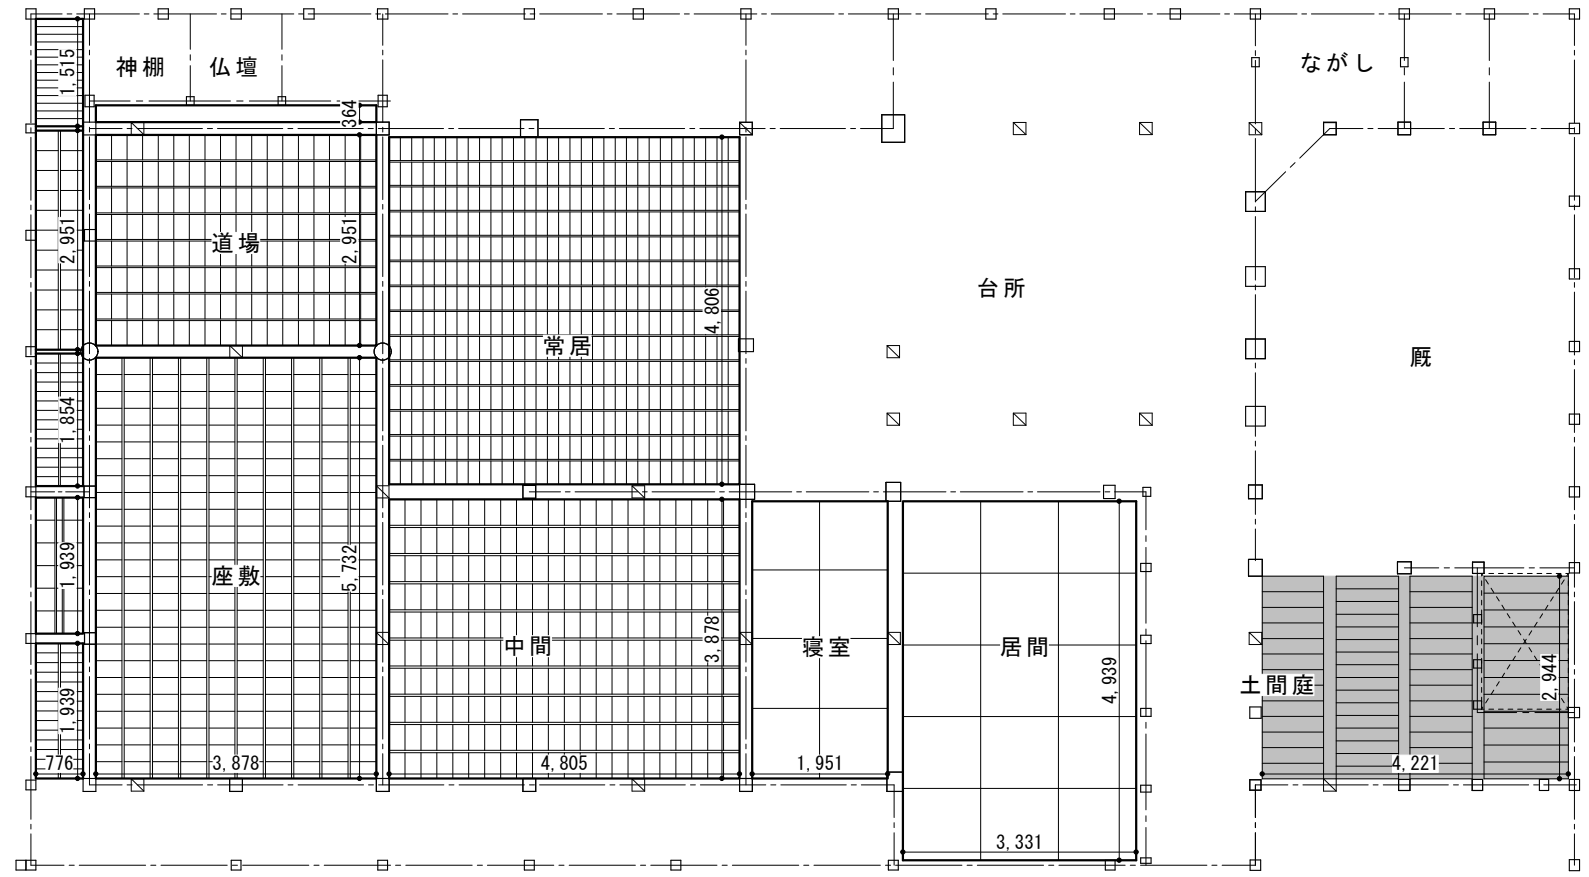 神棚
仏壇
ながし
1,515
364
2,951
道場
2,951
4,806
台所
常居
厩
1,854
1,939
座敷
5,732
中間
3,878
寝室
居間
4,939
土間庭
2,944
1,939
776
3,878
4,805
1,951
3,331
4,221